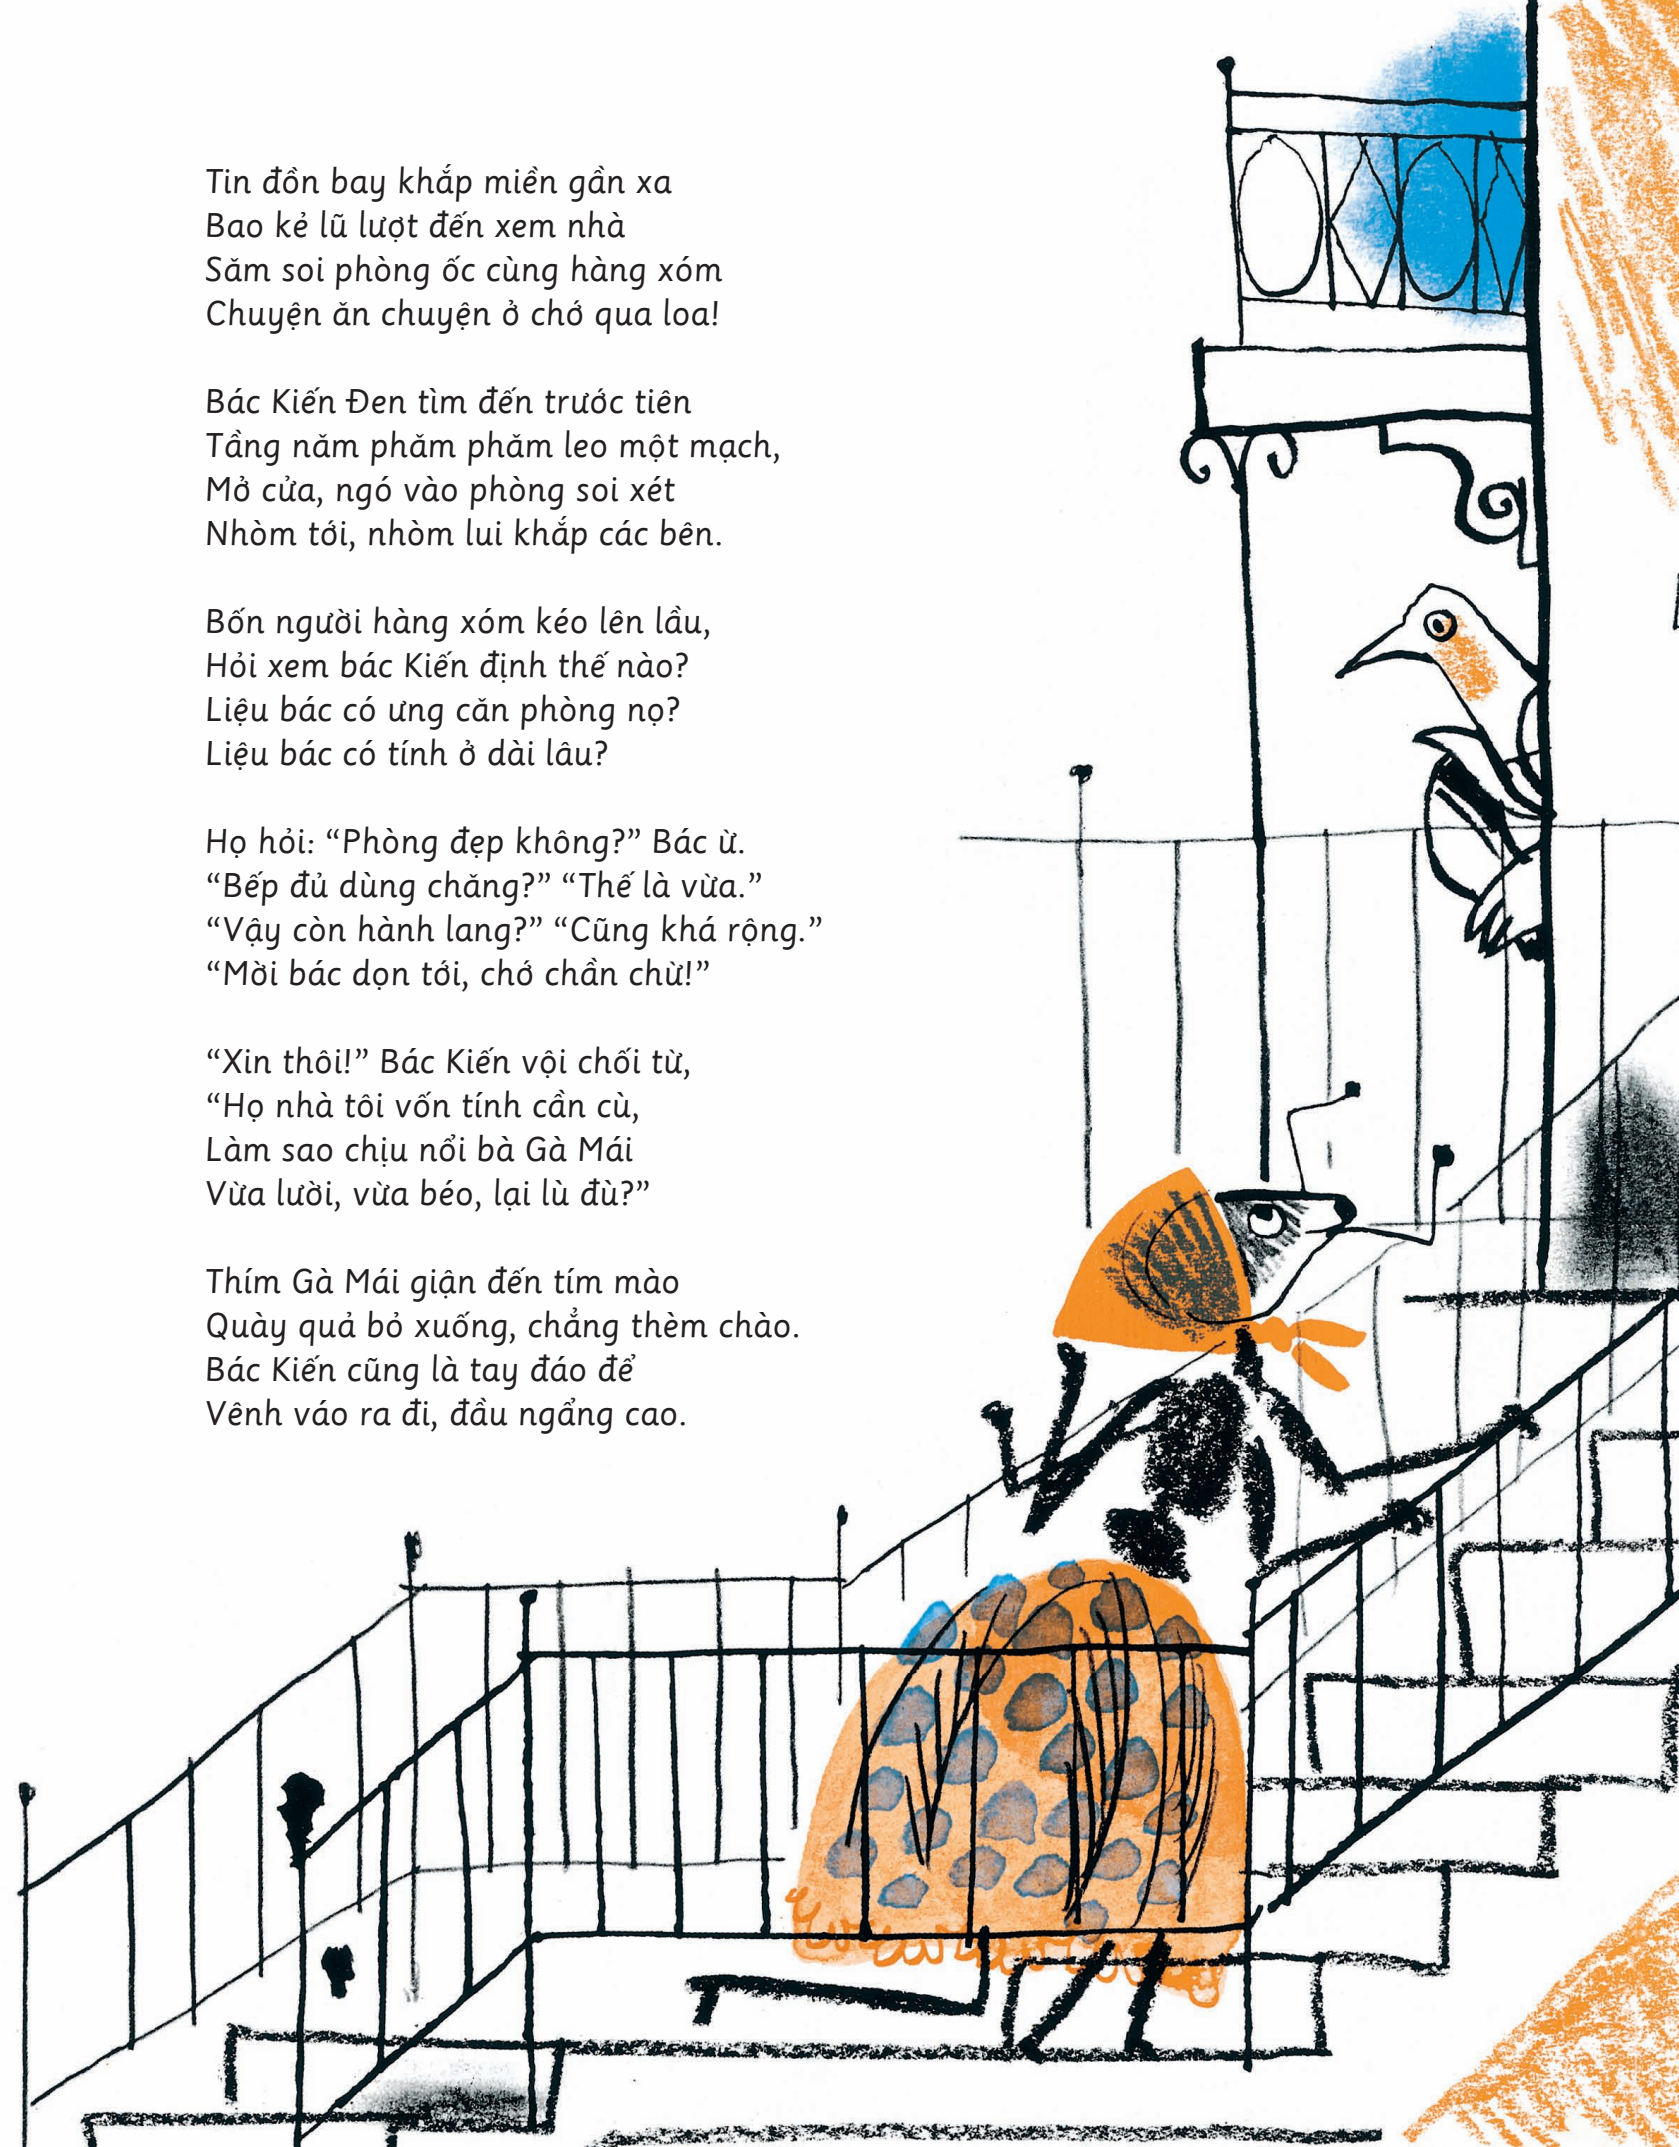 Tin đồn bay khắp miền gần xa
Bao kẻ lũ lượt đến xem nhà
Săm soi phòng ốc cùng hàng xóm
Chuyện ăn chuyện ở chớ qua loa!

Bác Kiến Đen tìm đến trước tiên
Tầng năm phăm phăm leo một mạch,
Mở cửa, ngó vào phòng soi xét
Nhòm tới, nhòm lui khắp các bên.

Bốn người hàng xóm kéo lên lầu,
Hỏi xem bác Kiến định thế nào?
Liệu bác có ưng căn phòng nọ?
Liệu bác có tính ở dài lâu?

Họ hỏi: “Phòng đẹp không?” Bác ừ.
“Bếp đủ dùng chăng?” “Thế là vừa.”
“Vậy còn hành lang?” “Cũng khá rộng.”
“Mời bác dọn tới, chớ chần chừ!”

“Xin thôi!” Bác Kiến vội chối từ,
“Họ nhà tôi vốn tính cần cù,
Làm sao chịu nổi bà Gà Mái
Vừa lười, vừa béo, lại lù đù?”

Thím Gà Mái giận đến tím mào
Quày quả bỏ xuống, chẳng thèm chào.
Bác Kiến cũng là tay đáo để
Vênh váo ra đi, đầu ngẩng cao.